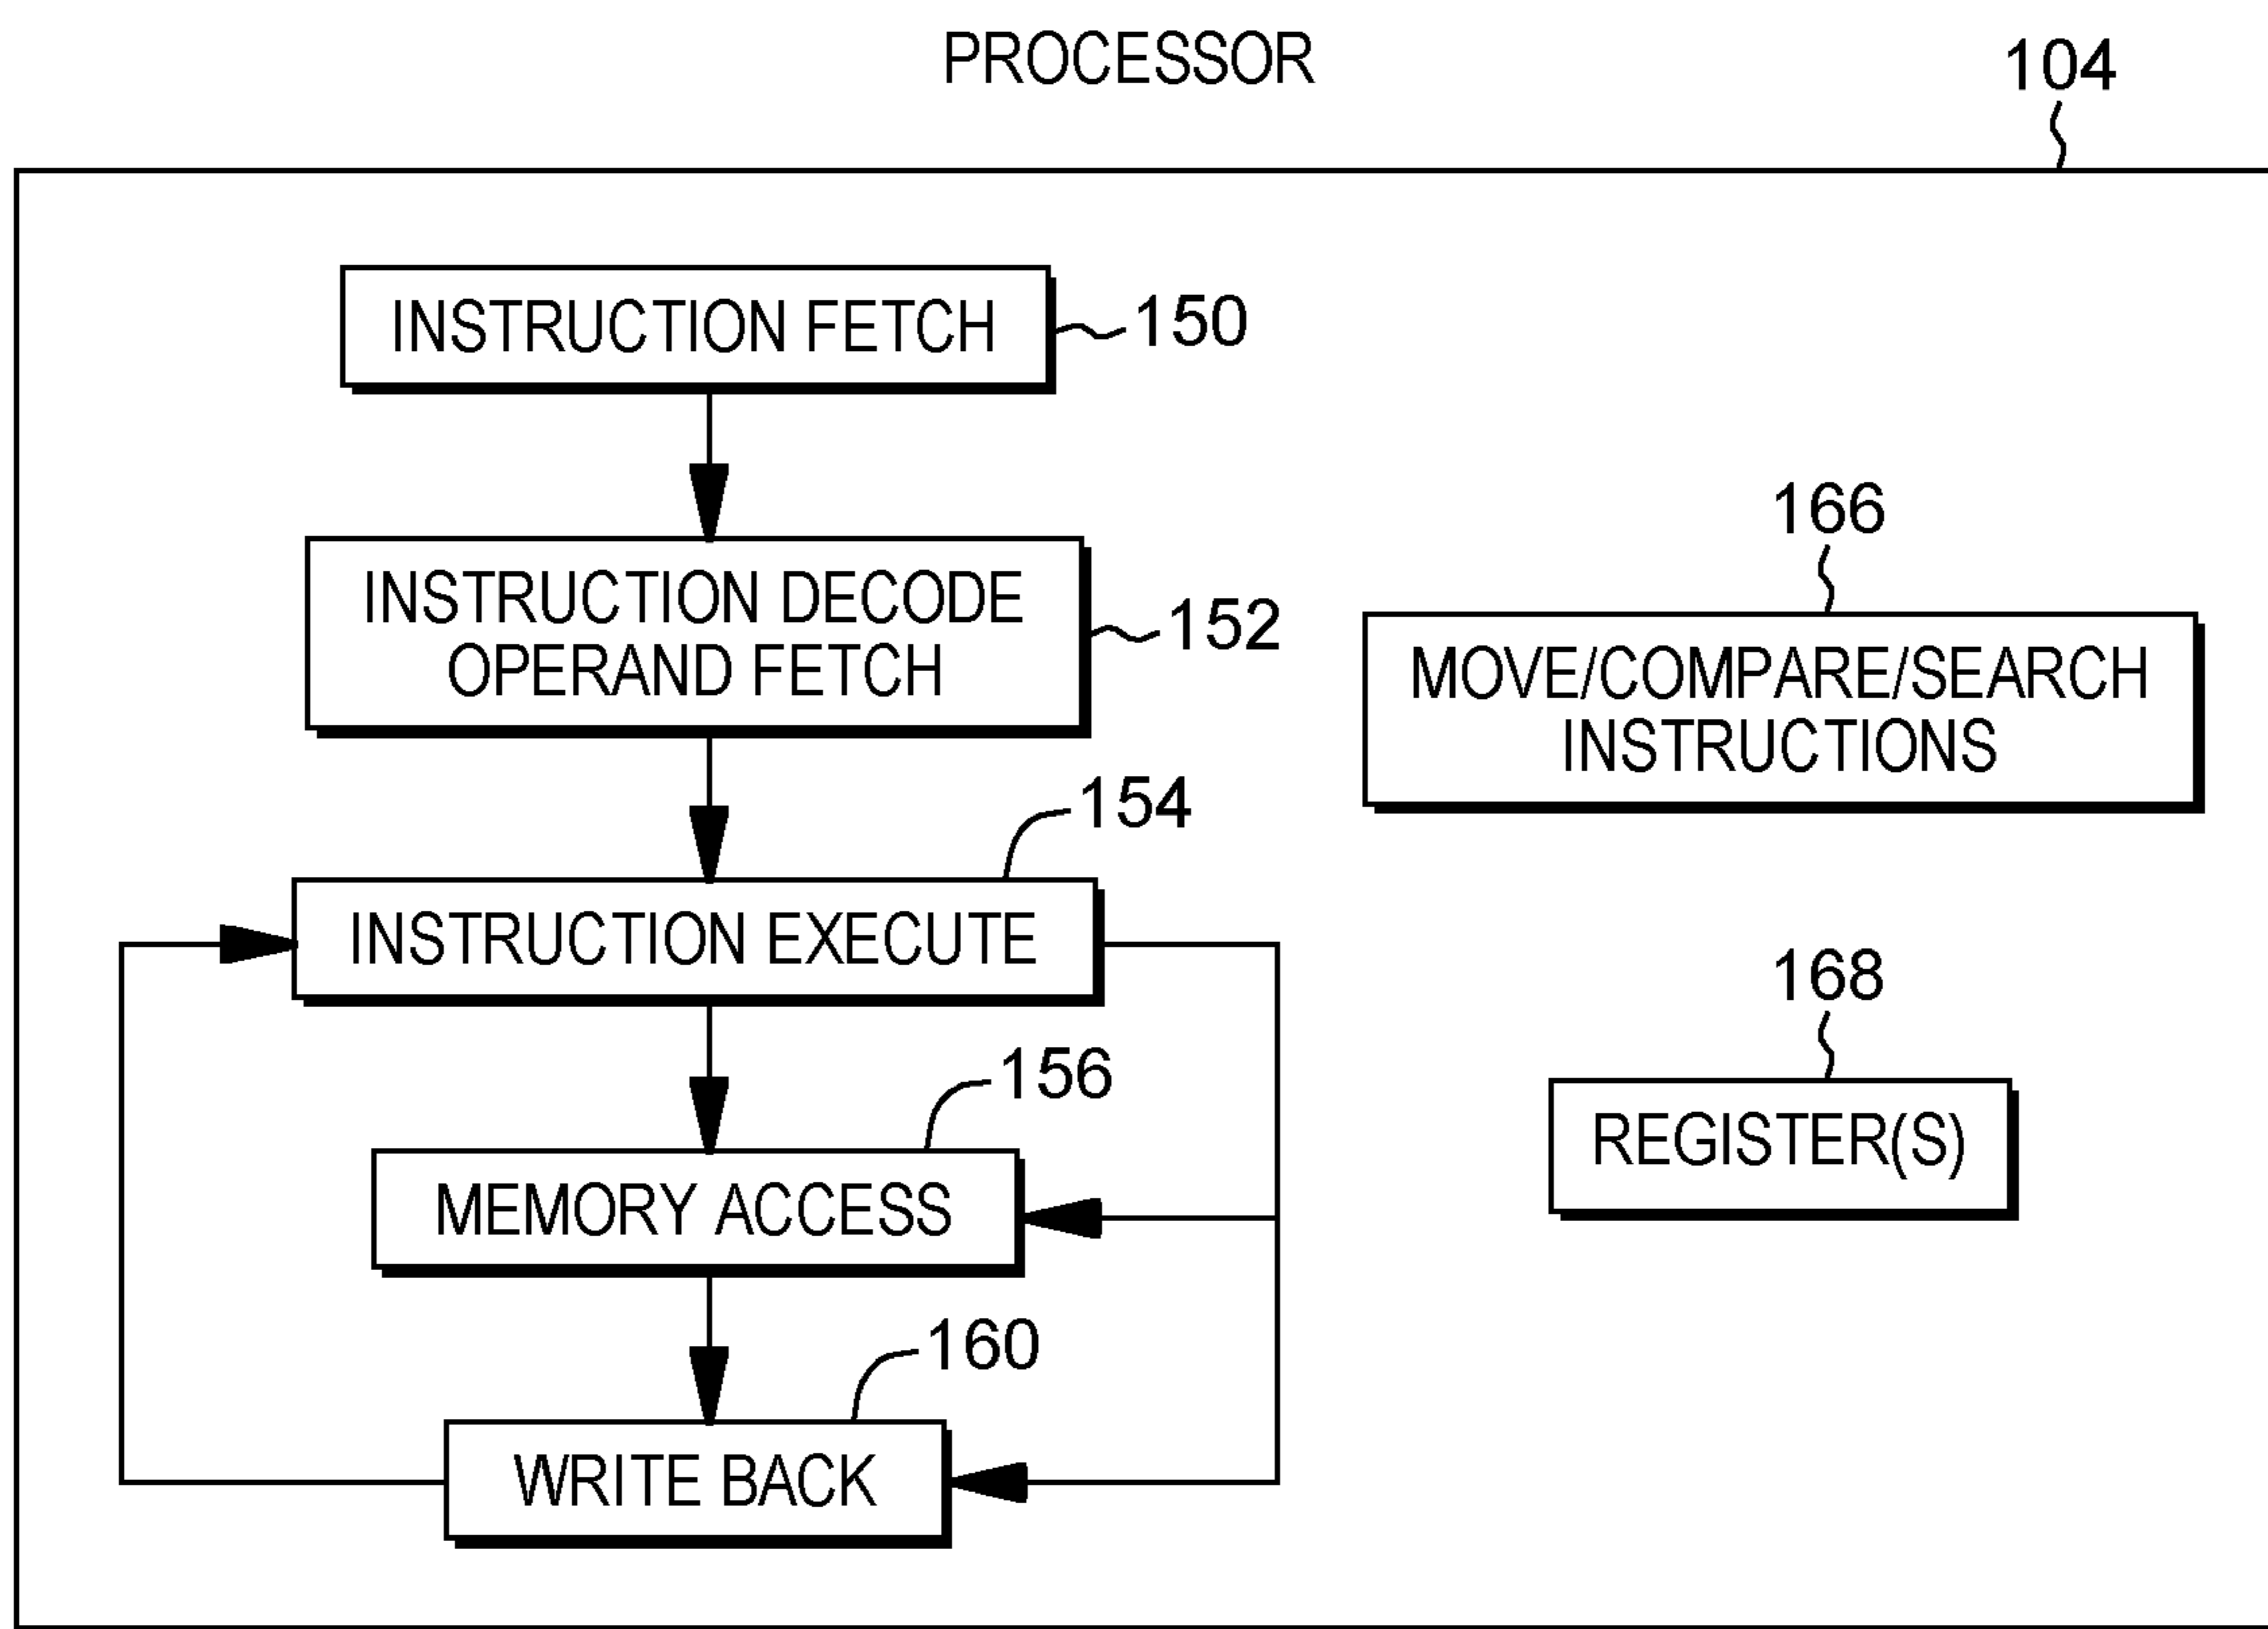 PROCESSOR
104
INSTRUCTION FETCH
150
INSTRUCTION DECODE
OPERAND FETCH
152
154
INSTRUCTION EXECUTE
156
MEMORY ACCESS
160
WRITE BACK
166
MOVE/COMPARE/SEARCH
INSTRUCTIONS
168
REGISTER(S)